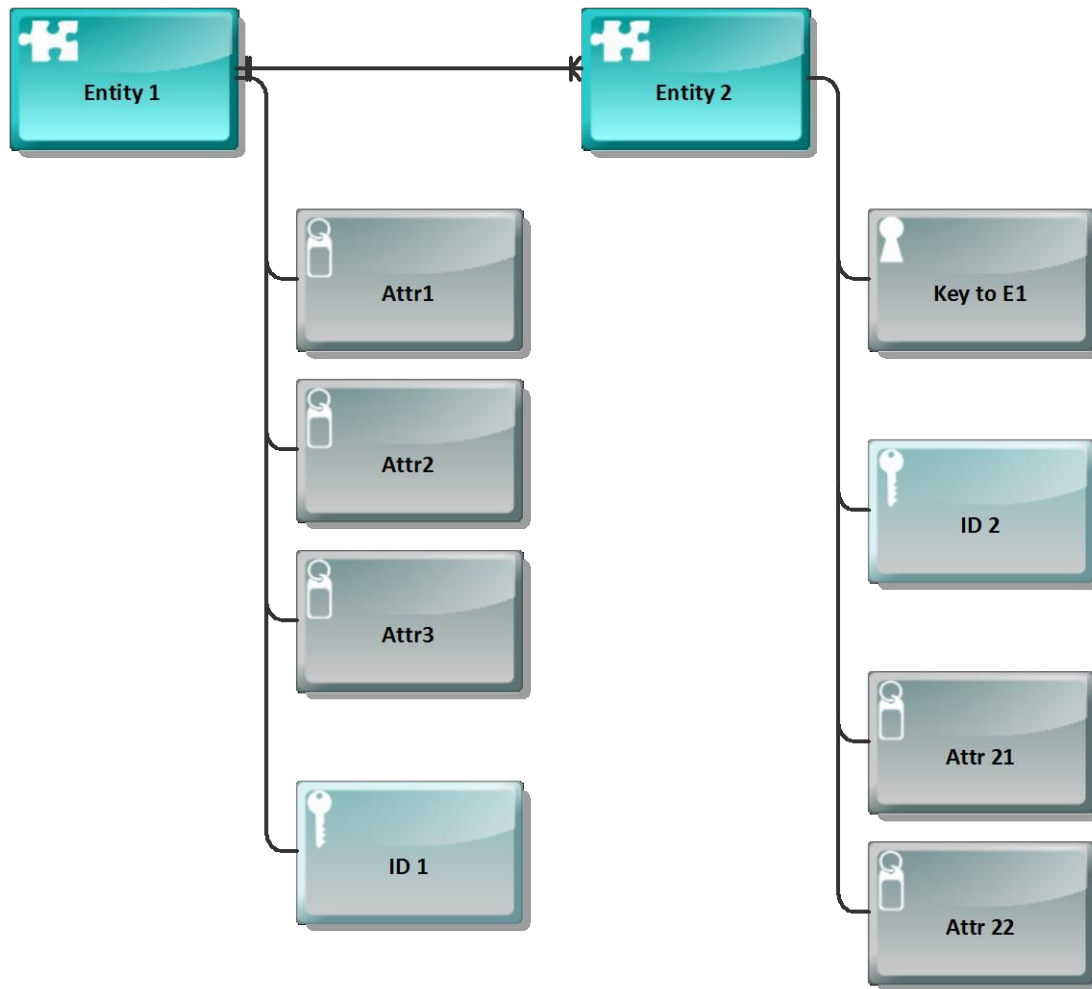 Entity 1
Entity 2
Attr1
Attr2
Attr3
ID 1
Key to E1
ID 2
Attr 21
Attr 22